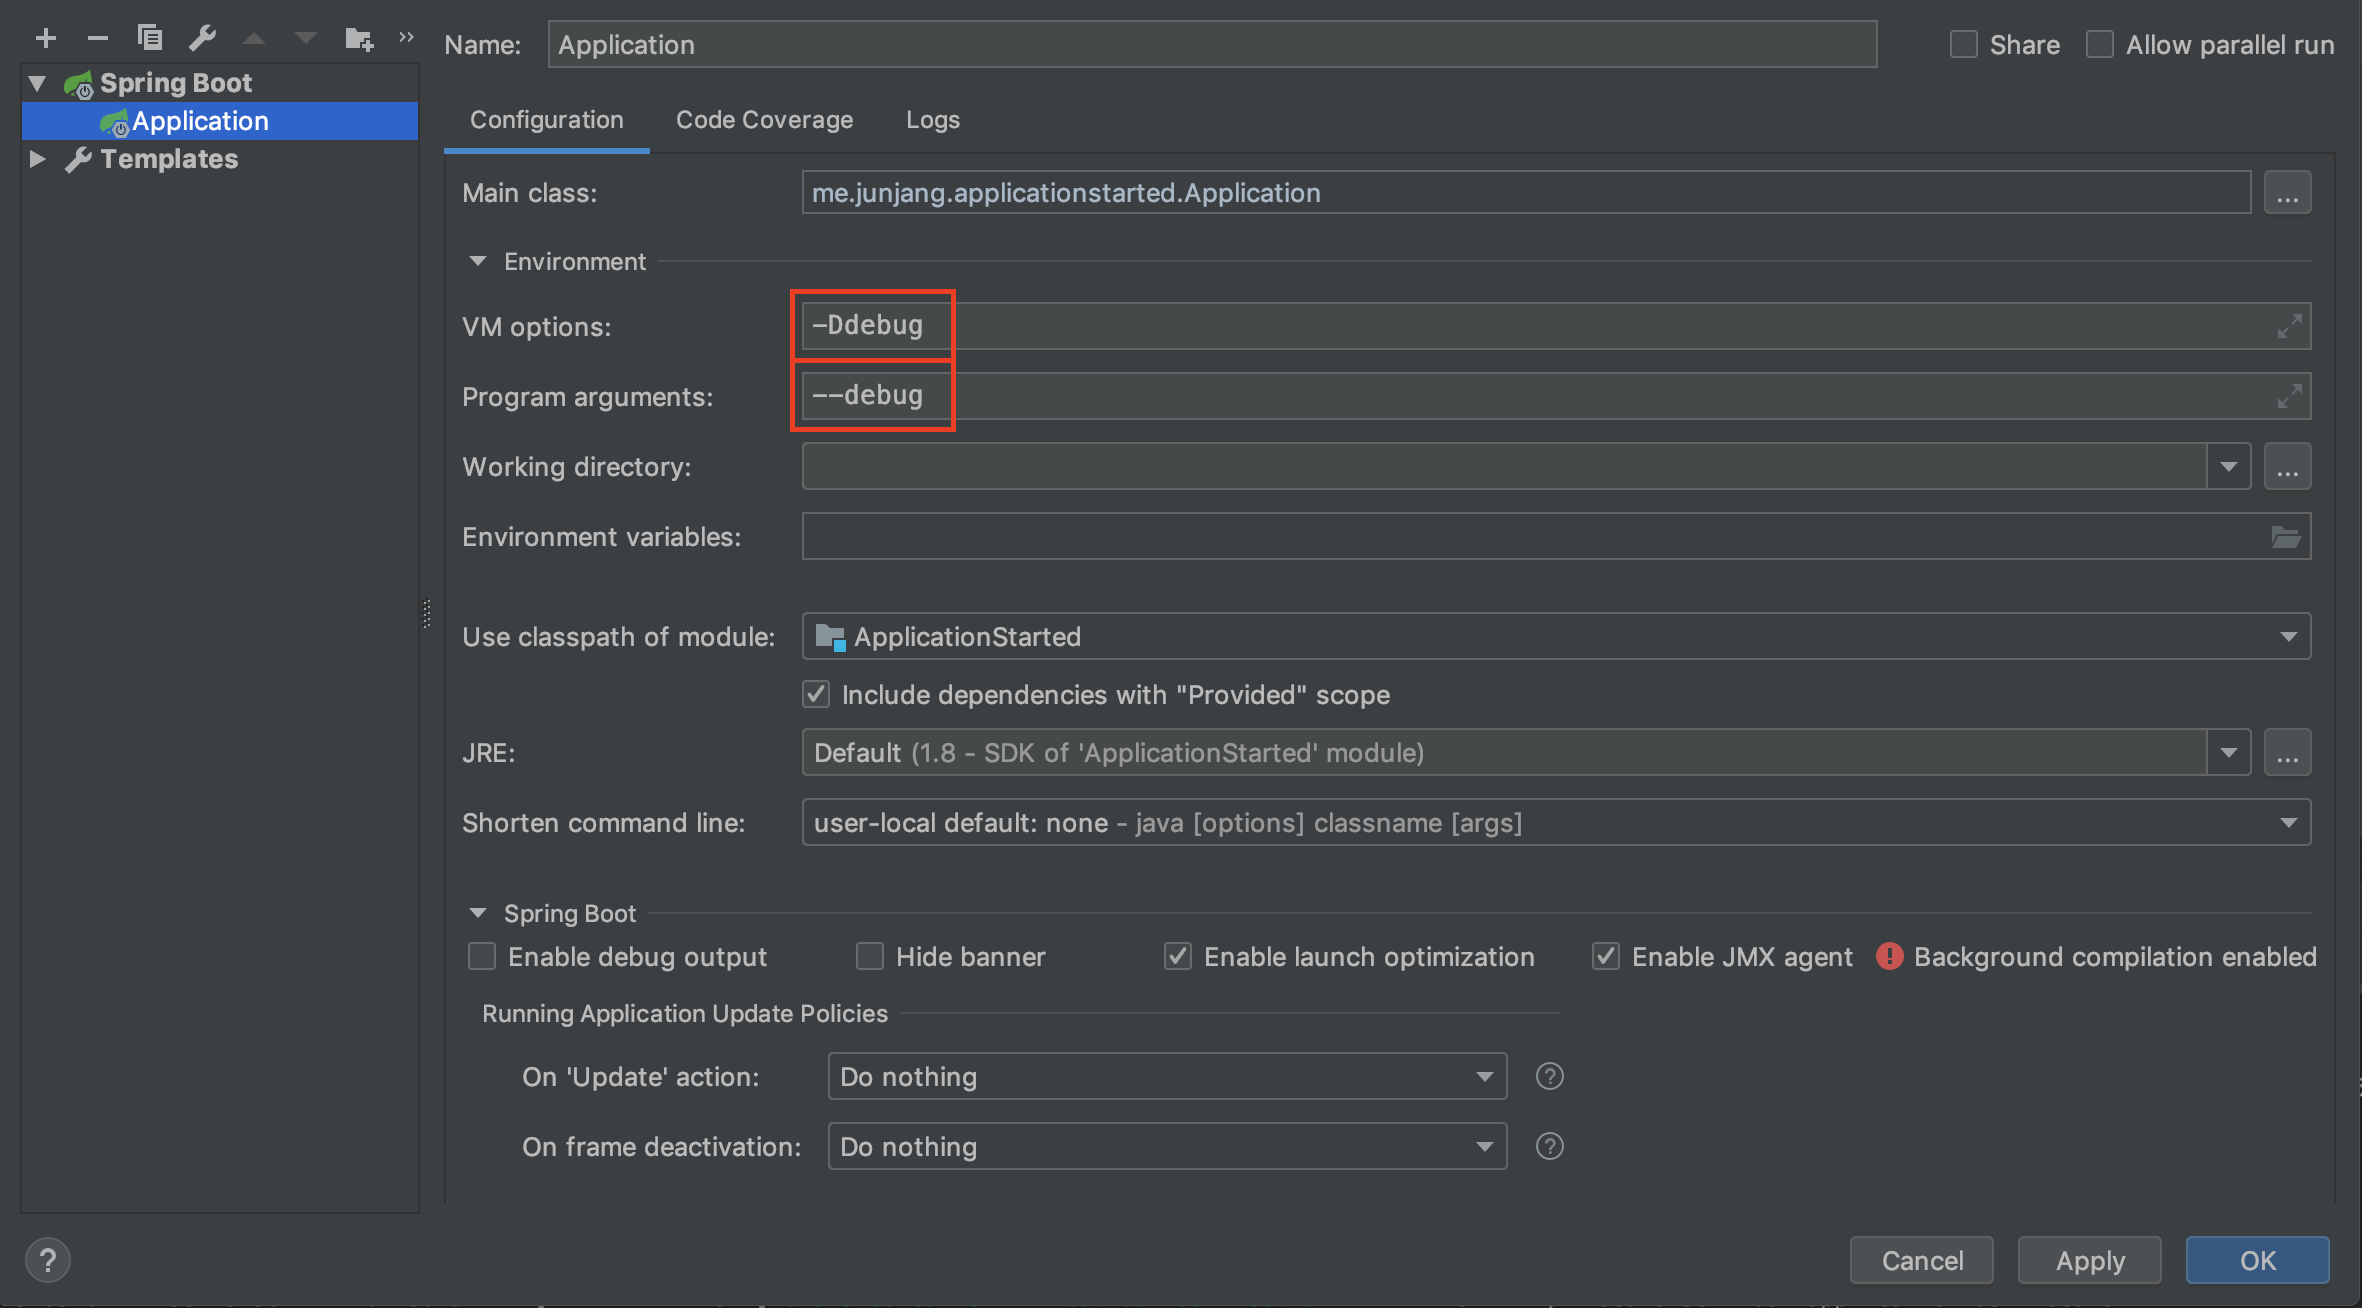 Name: Application Share Allow parallel run
Spring Boot
Application
Templates
Configuration Code Coverage Logs
Main class: me.junjang.applicationstarted.Application ...
Environment
VM options: -Ddebug
Program arguments: --debug
Working directory: ...
Environment variables:
Use classpath of module: ApplicationStarted
Include dependencies with "Provided" scope
JRE: Default (1.8 - SDK of 'ApplicationStarted' module) ...
Shorten command line: user-local default: none - java [options] classname [args]
Spring Boot
Enable debug output Hide banner Enable launch optimization Enable JMX agent Background compilation enabled
Running Application Update Policies
On 'Update' action: Do nothing ?
On frame deactivation: Do nothing ?
? Cancel Apply OK